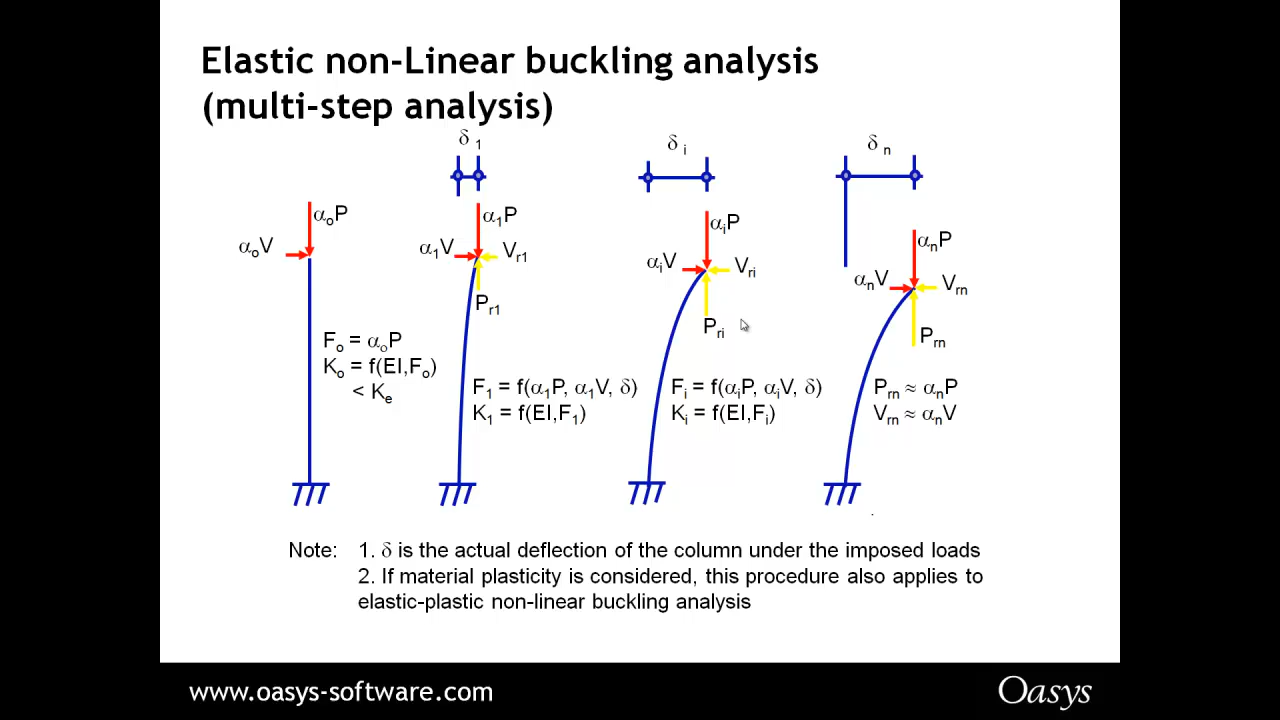 Elastic non-Linear buckling analysis
(multi-step analysis)
δ 1
δ i
δ n
αoP
αoV
α1P
α1V
Vr1
Pr1
αiP
αiV
Vri
Pri
αnP
αnV
Vrn
Prn
Fo = αoP
Ko = f(EI,Fo)
< Ke
F1 = f(α1P, α1V, δ)
K1 = f(EI,F1)
Fi = f(αiP, αiV, δ)
Ki = f(EI,Fi)
Prn ≈ αnP
Vrn ≈ αnV
Note: 1. δ is the actual deflection of the column under the imposed loads
2. If material plasticity is considered, this procedure also applies to
elastic-plastic non-linear buckling analysis
www.oasys-software.com
Oasys